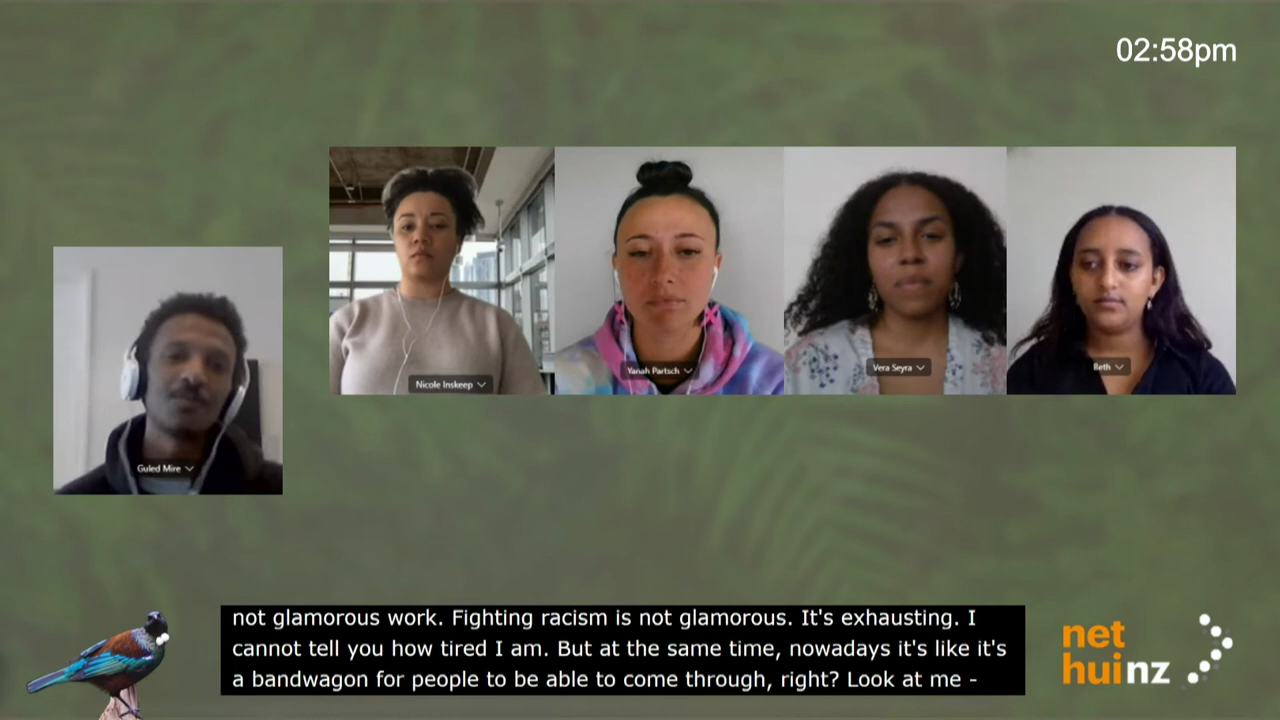 02:58pm
Nicole Inskeep
Yanah Partsch
Vera Seyra
Beth
Guled Mire
not glamorous work. Fighting racism is not glamorous. It's exhausting. I
cannot tell you how tired I am. But at the same time, nowadays it's like it's
a bandwagon for people to be able to come through, right? Look at me -
net
huinz